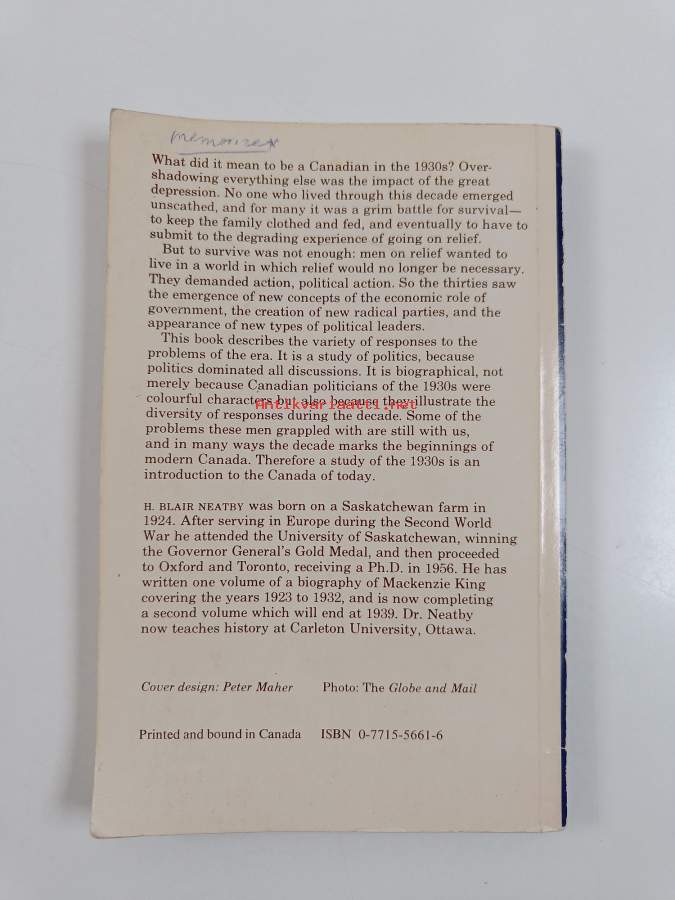 memorize
What did it mean to be a Canadian in the 1930s? Over-
shadowing everything else was the impact of the great
depression. No one who lived through this decade emerged
unscathed, and for many it was a grim battle for survival—
to keep the family clothed and fed, and eventually to have to
submit to the degrading experience of going on relief.
But to survive was not enough: men on relief wanted to
live in a world in which relief would no longer be necessary.
They demanded action, political action. So the thirties saw
the emergence of new concepts of the economic role of
government, the creation of new radical parties, and the
appearance of new types of political leaders.
This book describes the variety of responses to the
problems of the era. It is a study of politics, because
politics dominated all discussions. It is biographical, not
merely because Canadian politicians of the 1930s were
colourful characters but also because they illustrate the
Antikvariaatti.net
diversity of responses during the decade. Some of the
problems these men grappled with are still with us,
and in many ways the decade marks the beginnings of
modern Canada. Therefore a study of the 1930s is an
introduction to the Canada of today.
H. BLAIR NEATBY was born on a Saskatchewan farm in
1924. After serving in Europe during the Second World
War he attended the University of Saskatchewan, winning
the Governor General's Gold Medal, and then proceeded
to Oxford and Toronto, receiving a Ph.D. in 1956. He has
written one volume of a biography of Mackenzie King
covering the years 1923 to 1932, and is now completing
a second volume which will end at 1939. Dr. Neatby
now teaches history at Carleton University, Ottawa.
Cover design: Peter Maher Photo: The Globe and Mail
Printed and bound in Canada ISBN 0-7715-5661-6